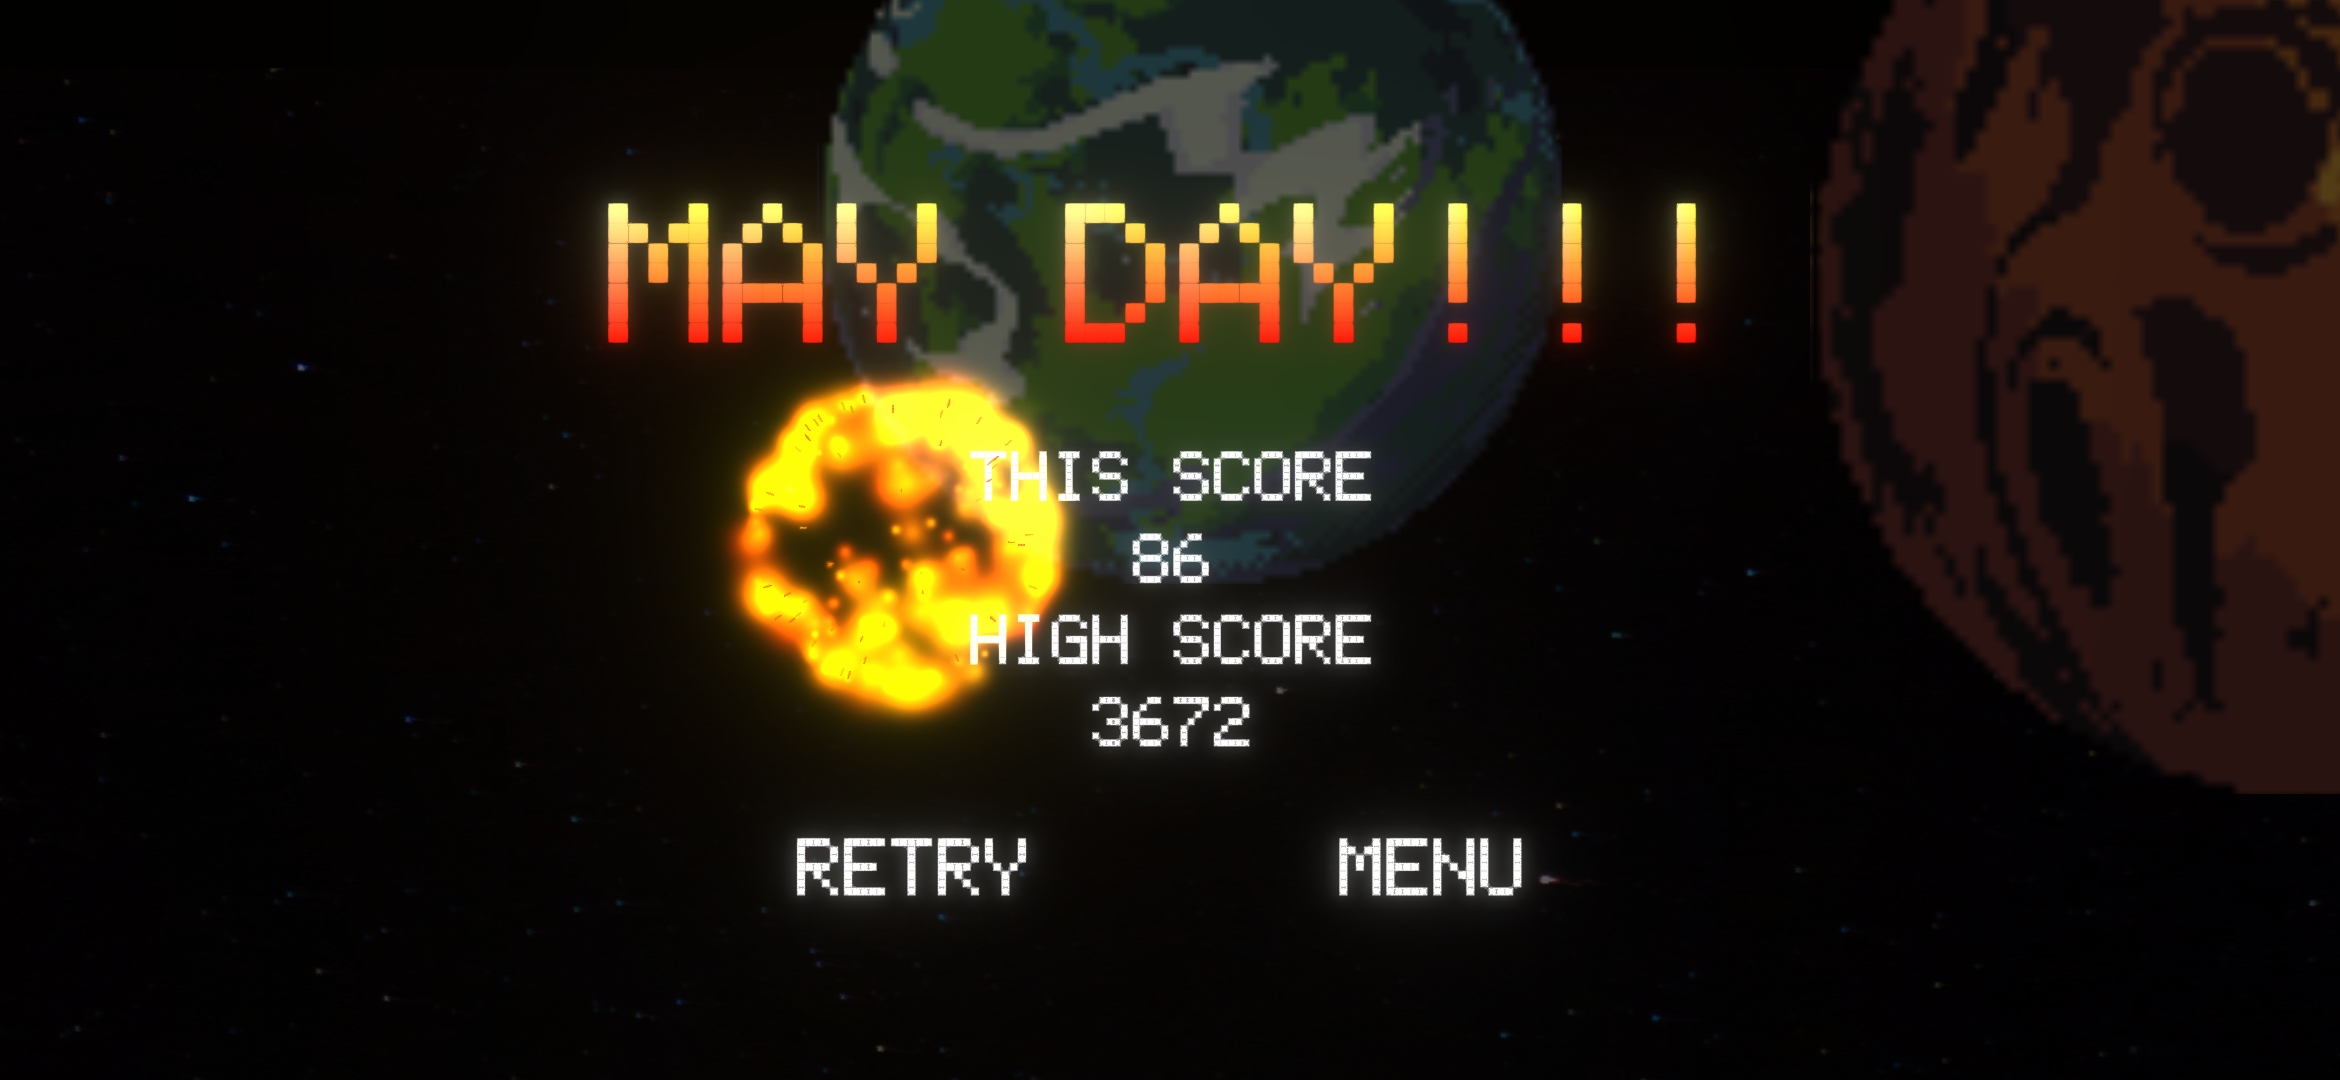 MAY DAY!!!
THIS SCORE
86
HIGH SCORE
3672
RETRY MENU